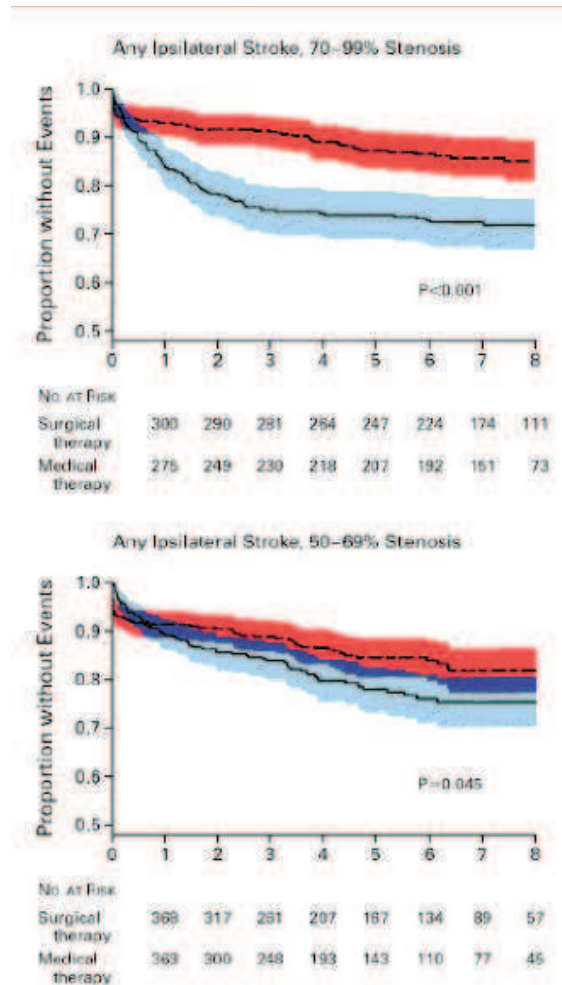 Any Ipsilateral Stroke, 70–99% Stenosis
Proportion without Events
1.0
0.9
0.8
0.7
0.6
0.5
P<0.001
0 1 2 3 4 5 6 7 8
NO. AT RISK
Surgical therapy 300 290 281 264 247 224 174 111
Medical therapy 275 249 230 218 207 192 151 73
Any Ipsilateral Stroke, 50–69% Stenosis
Proportion without Events
1.0
0.9
0.8
0.7
0.6
0.5
P=0.045
0 1 2 3 4 5 6 7 8
NO. AT RISK
Surgical therapy 368 317 281 207 167 134 89 57
Medical therapy 363 300 248 193 143 110 77 45